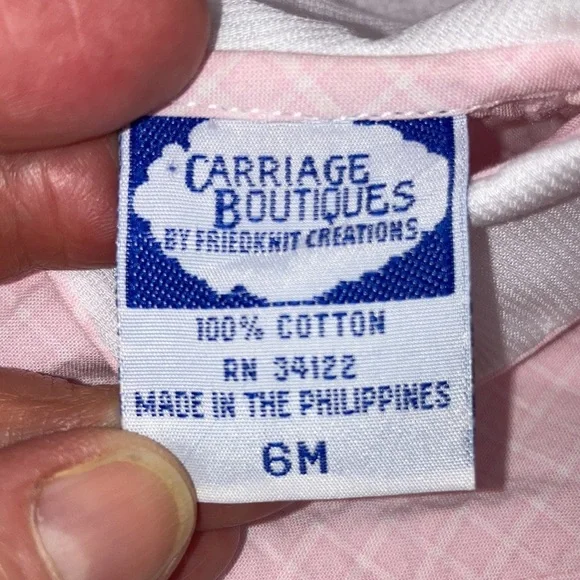 CARRIAGE
BOUTIQUES
BY FRIEDKNIT CREATIONS
100% COTTON
RN 34122
MADE IN THE PHILIPPINES
6M